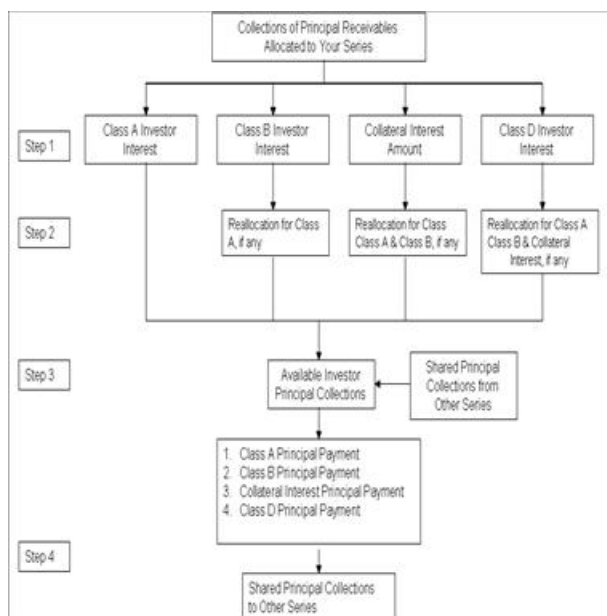 Collections of Principal Receivables
Allocated to Your Series
Step 1
Class A Investor
Interest
Class B Investor
Interest
Collateral Interest
Amount
Class D Investor
Interest
Step 2
Reallocation for Class
A, if any
Reallocation for Class
Class A & Class B, if any
Reallocation for Class A
Class B & Collateral
Interest, if any
Step 3
Available Investor
Principal Collections
Shared Principal
Collections from
Other Series
1. Class A Principal Payment
2. Class B Principal Payment
3. Collateral Interest Principal Payment
4. Class D Principal Payment
Step 4
Shared Principal Collections
to Other Series